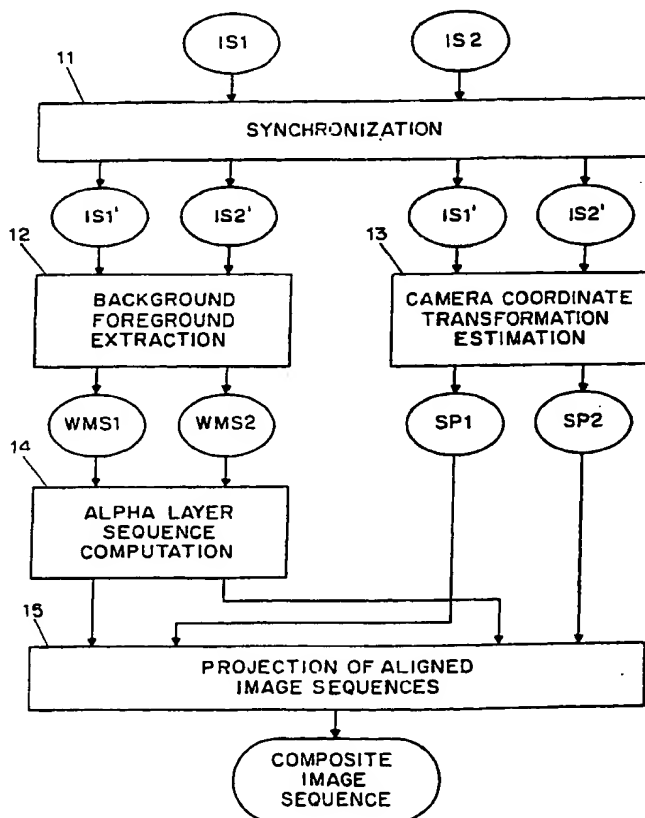 IS1
IS2
11
SYNCHRONIZATION
IS1'
IS2'
IS1'
IS2'
12
13
BACKGROUND
FOREGROUND
EXTRACTION
CAMERA COORDINATE
TRANSFORMATION
ESTIMATION
WMS1
WMS2
SP1
SP2
14
ALPHA LAYER
SEQUENCE
COMPUTATION
15
PROJECTION OF ALIGNED
IMAGE SEQUENCES
COMPOSITE
IMAGE
SEQUENCE